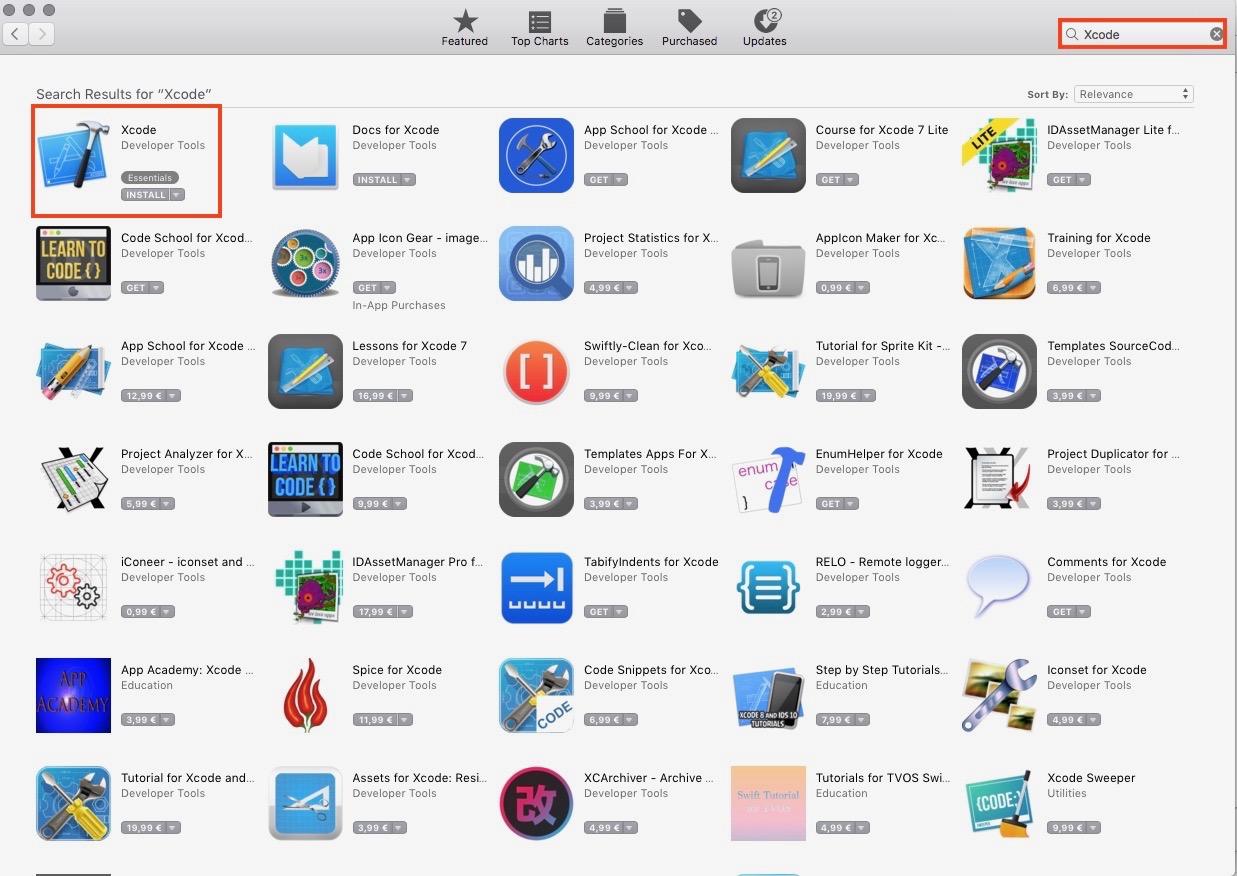 Featured
Top Charts
Categories
Purchased
2
Updates
Xcode
Search Results for “Xcode”
Sort By: Relevance
Xcode
Developer Tools
Essentials
INSTALL
Docs for Xcode
Developer Tools
INSTALL
App School for Xcode ...
Developer Tools
GET
Course for Xcode 7 Lite
Developer Tools
GET
LITE
IDAssetManager Lite f...
Developer Tools
GET
LEARN TO
CODE { }
Code School for Xcod...
Developer Tools
GET
App Icon Gear - image...
Developer Tools
GET
In-App Purchases
Project Statistics for X...
Developer Tools
4,99 €
AppIcon Maker for Xc...
Developer Tools
0,99 €
Training for Xcode
Developer Tools
6,99 €
App School for Xcode ...
Developer Tools
12,99 €
Lessons for Xcode 7
Developer Tools
16,99 €
Swiftly-Clean for Xco...
Developer Tools
9,99 €
Tutorial for Sprite Kit -...
Developer Tools
19,99 €
Templates SourceCod...
Developer Tools
3,99 €
Project Analyzer for X...
Developer Tools
5,99 €
LEARN TO
CODE { }
Code School for Xcod...
Developer Tools
9,99 €
Templates Apps For X...
Developer Tools
3,99 €
enum
case
}
EnumHelper for Xcode
Developer Tools
GET
Project Duplicator for ...
Developer Tools
3,99 €
iConeer - iconset and ...
Developer Tools
0,99 €
IDAssetManager Pro f...
Developer Tools
17,99 €
TabifyIndents for Xcode
Developer Tools
GET
RELO - Remote logger...
Developer Tools
2,99 €
Comments for Xcode
Developer Tools
GET
APP
ACADEMY
App Academy: Xcode ...
Education
3,99 €
Spice for Xcode
Developer Tools
11,99 €
CODE
Code Snippets for Xco...
Developer Tools
6,99 €
XCODE 8 AND IOS 10
TUTORIALS
Step by Step Tutorials...
Education
7,99 €
Iconset for Xcode
Developer Tools
4,99 €
Tutorial for Xcode and...
Developer Tools
19,99 €
Assets for Xcode: Resi...
Developer Tools
3,99 €
改
XCArchiver - Archive ...
Developer Tools
4,99 €
Swift Tutorial
Tutorials for TVOS Swi...
Education
4,99 €
{CODE;}
Xcode Sweeper
Utilities
9,99 €